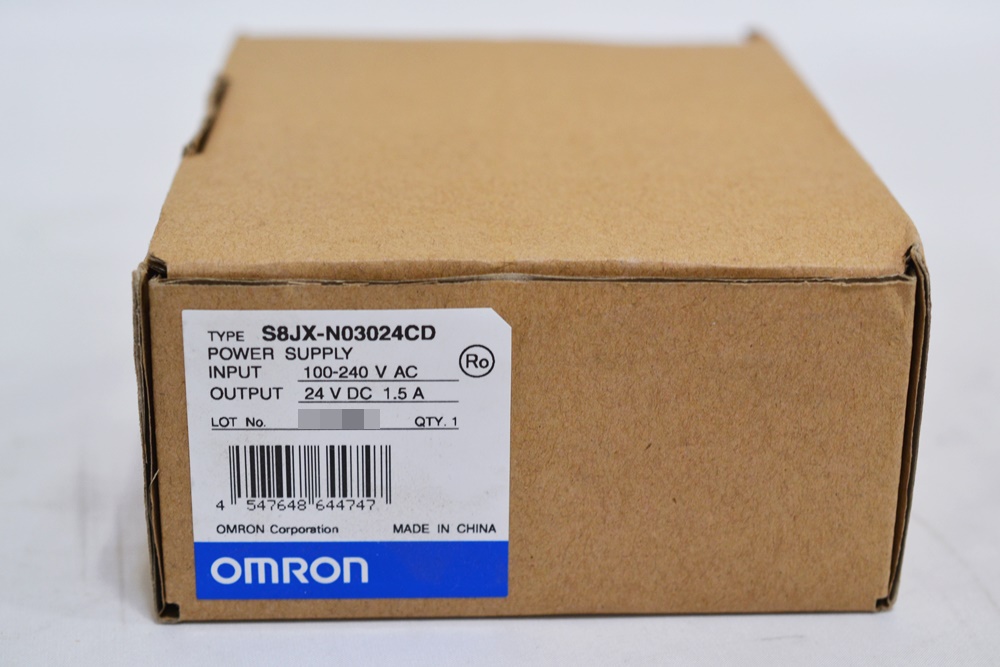 TYPE S8JX-N03024CD
POWER SUPPLY
INPUT 100-240 V AC
Ro
OUTPUT 24 V DC 1.5 A
LOT No. QTY. 1
4 547648 644747
OMRON Corporation MADE IN CHINA
OMRON